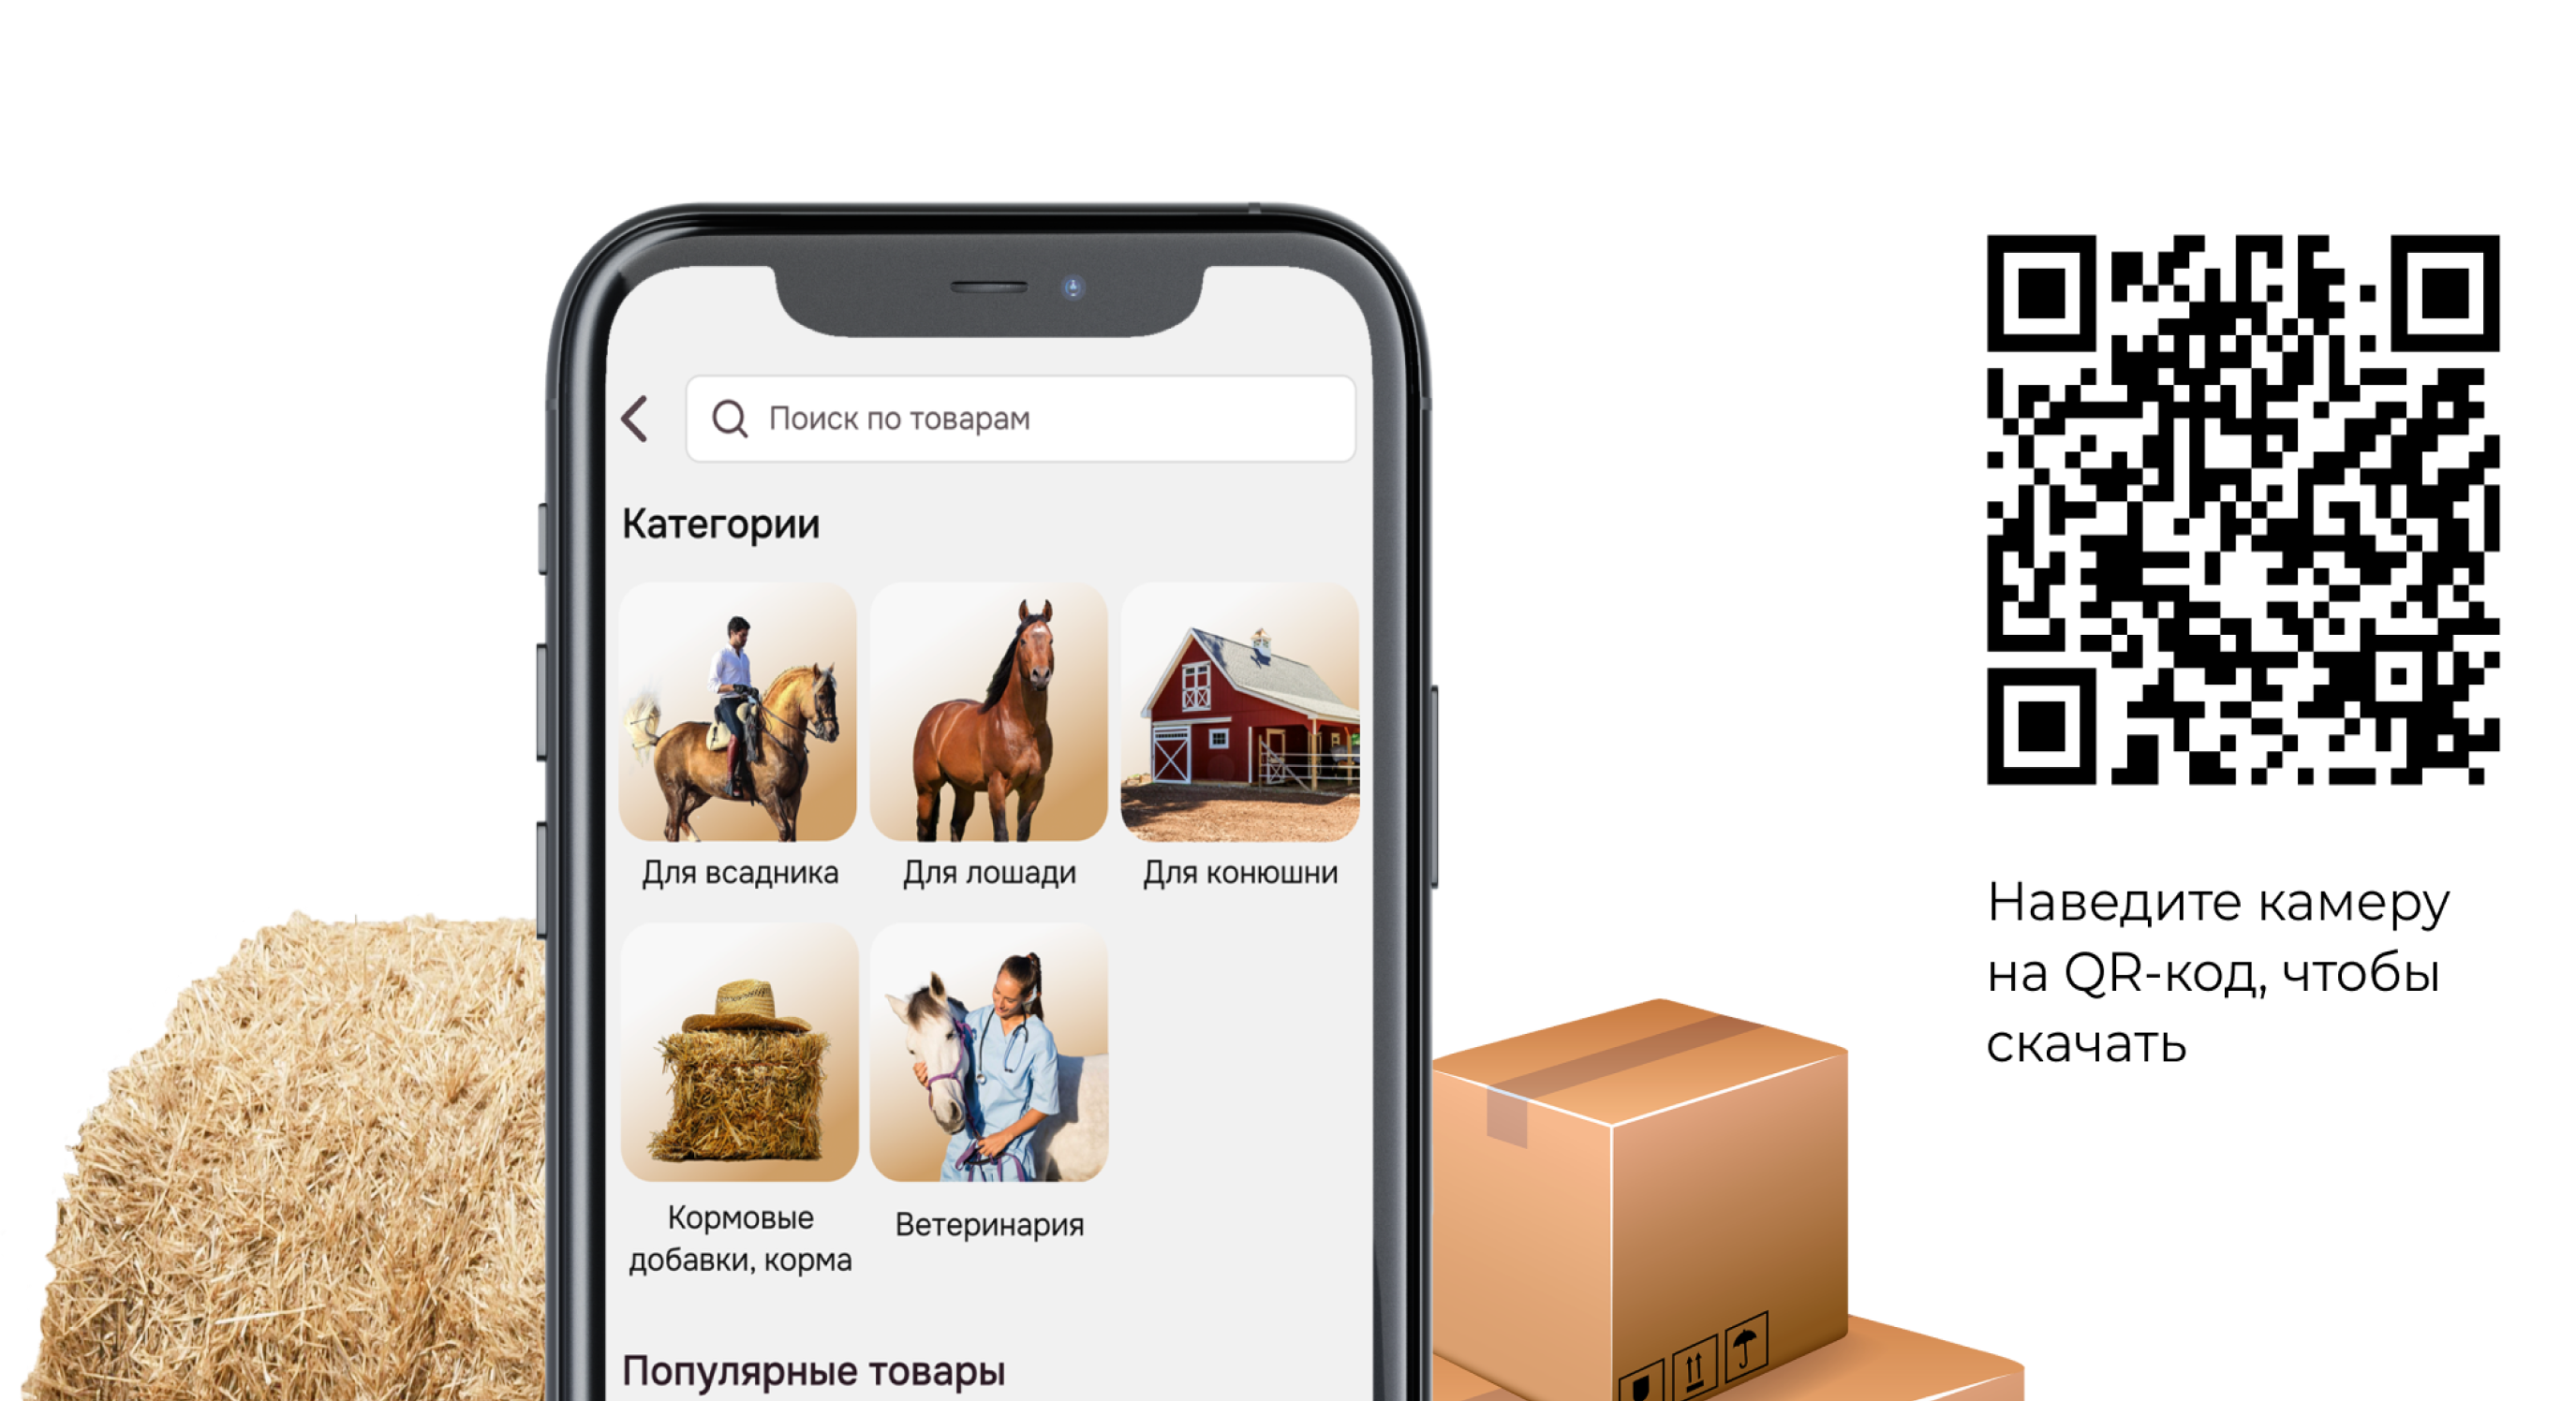 Поиск по товарам
Категории
Для всадника
Для лошади
Для конюшни
Кормовые
добавки, корма
Ветеринария
Популярные товары
Наведите камеру
на QR-код, чтобы
скачать